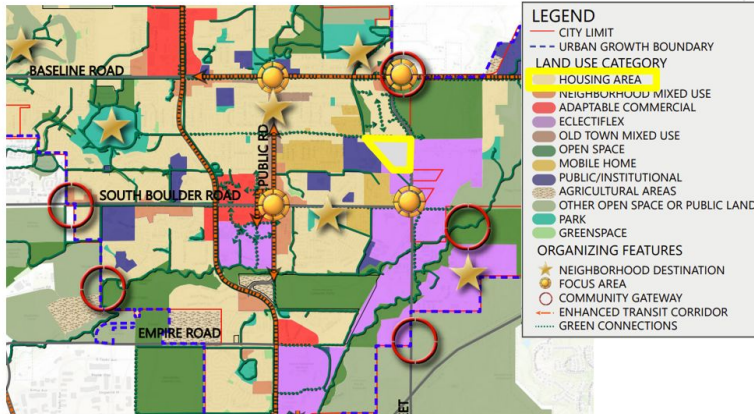 BASELINE ROAD
PUBLIC RD
SOUTH BOULDER ROAD
EMPIRE ROAD
ET
LEGEND
CITY LIMIT
URBAN GROWTH BOUNDARY
LAND USE CATEGORY
HOUSING AREA
NEIGHBORHOOD MIXED USE
ADAPTABLE COMMERCIAL
ECLECTIFLEX
OLD TOWN MIXED USE
OPEN SPACE
MOBILE HOME
PUBLIC/INSTITUTIONAL
AGRICULTURAL AREAS
OTHER OPEN SPACE OR PUBLIC LAND
PARK
GREENSPACE
ORGANIZING FEATURES
NEIGHBORHOOD DESTINATION
FOCUS AREA
COMMUNITY GATEWAY
ENHANCED TRANSIT CORRIDOR
GREEN CONNECTIONS